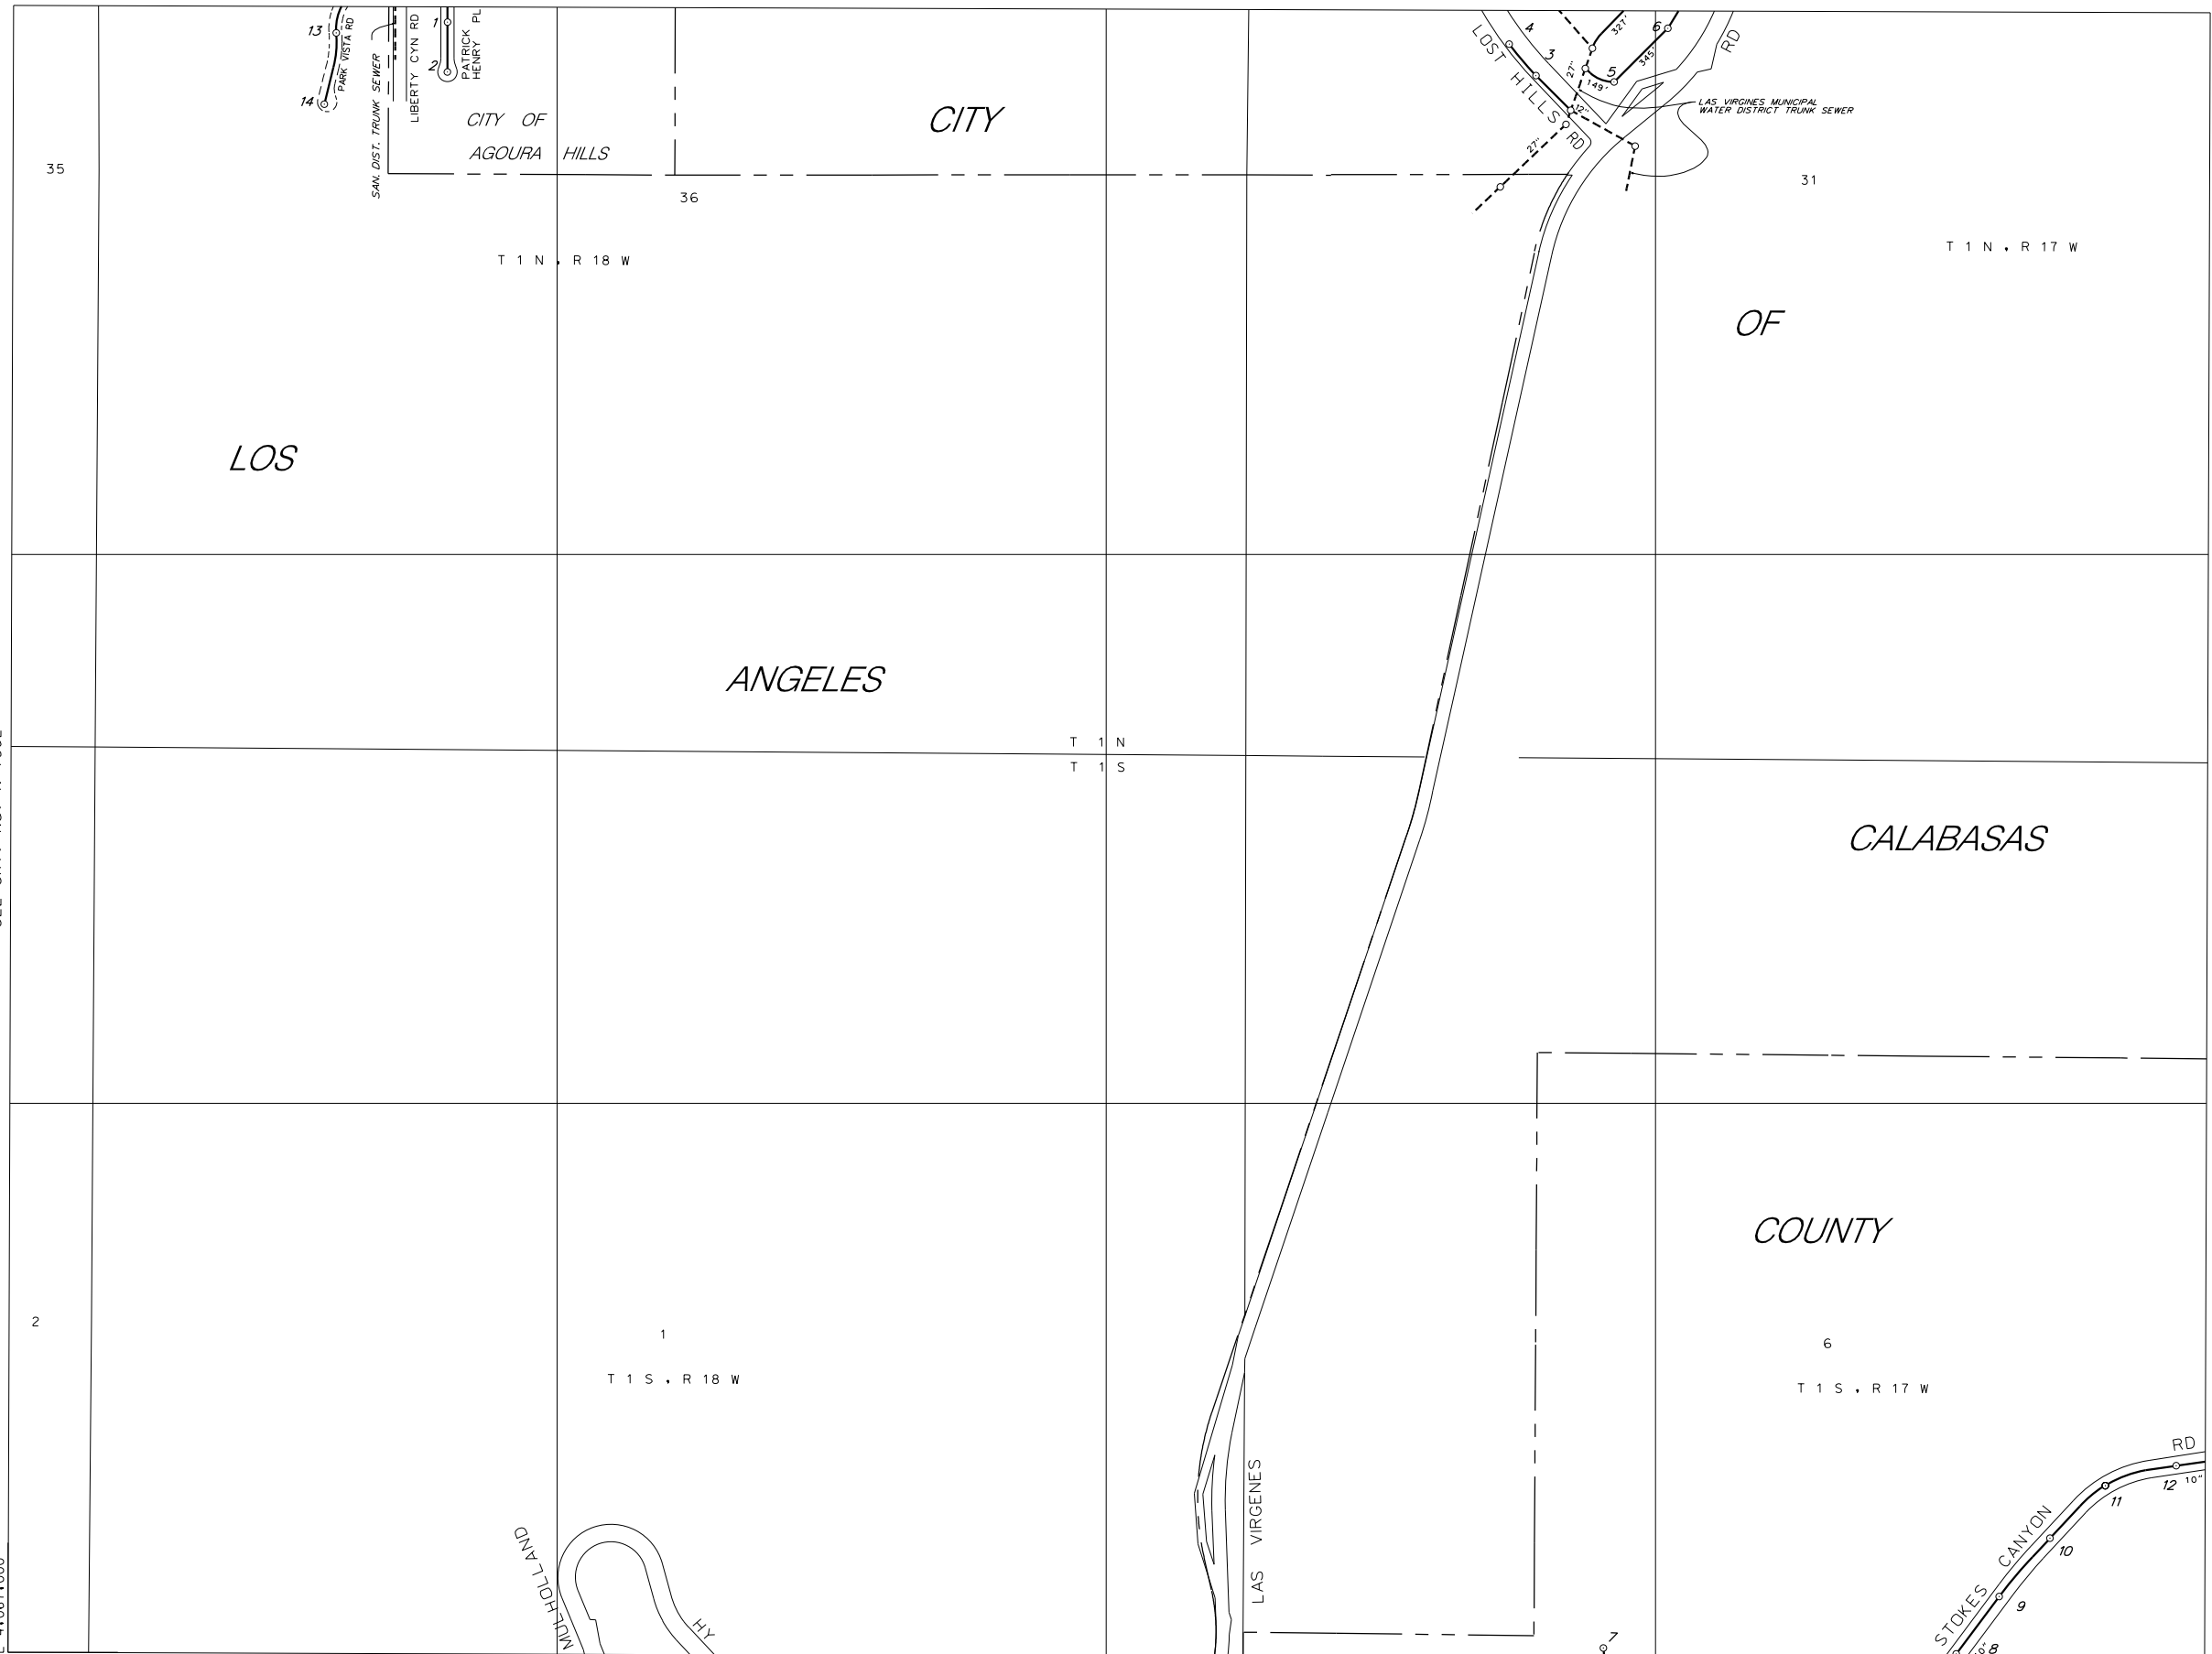 13
PARK VISTA RD
14
SAN. DIST. TRUNK SEWER
LIBERTY CYN RD
1
2
PATRICK
HENRY PL
CITY OF
AGOURA HILLS
CITY
4
3
LOST HILLS RD
327'
6
345'
5
27"
149'
12"
27"
RD
LAS VIRGINES MUNICIPAL
WATER DISTRICT TRUNK SEWER
35
36
31
T 1 N , R 18 W
T 1 N , R 17 W
OF
LOS
ANGELES
T 1 N
T 1 S
CALABASAS
COUNTY
2
1
T 1 S , R 18 W
6
T 1 S , R 17 W
MULHOLLAND
HY
LAS VIRGENES
7
STOKES CANYON RD
8
9
10
11
12
10"